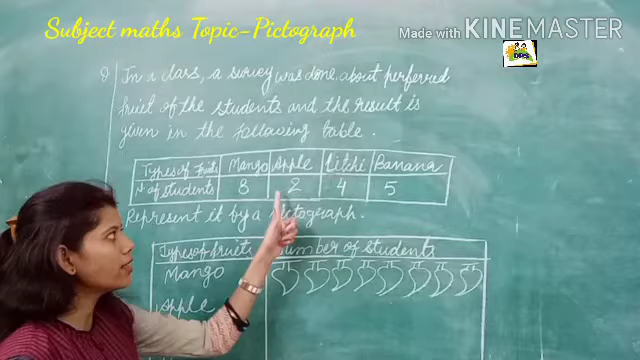 Subject maths Topic-Pictograph
Made with KINEMASTER
DPS
Q In a class, a survey was done about perferred
fruit of the students and the result is
given in the following table.
Types of Fruits Mango Apple Litchi Banana
N. of students 8 2 4 5
Represent it by a Pictograph.
Types of fruits Number of students
Mango
Apple